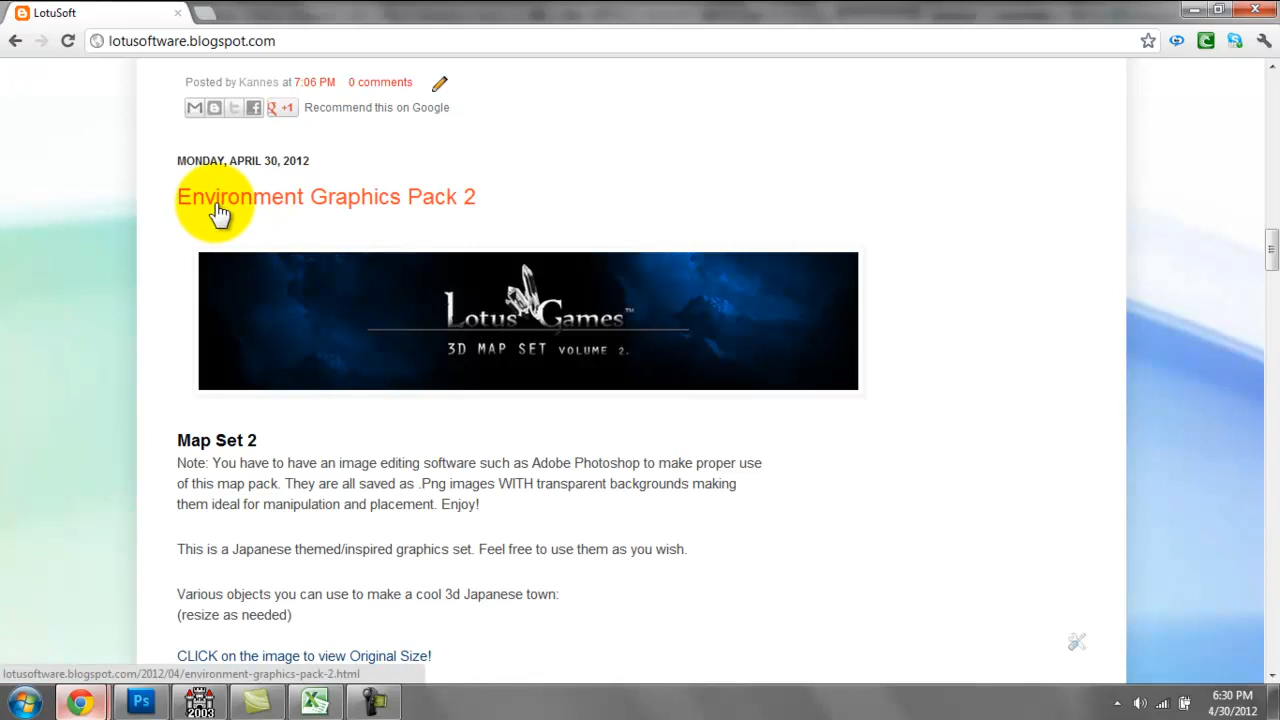 LotuSoft
lotusoftware.blogspot.com
Posted by Kannes at 7:06 PM 0 comments
+1 Recommend this on Google
MONDAY, APRIL 30, 2012
Environment Graphics Pack 2
Lotus Games™
3D MAP SET VOLUME 2.
Map Set 2
Note: You have to have an image editing software such as Adobe Photoshop to make proper use
of this map pack. They are all saved as .Png images WITH transparent backgrounds making
them ideal for manipulation and placement. Enjoy!
This is a Japanese themed/inspired graphics set. Feel free to use them as you wish.
Various objects you can use to make a cool 3d Japanese town:
(resize as needed)
CLICK on the image to view Original Size!
lotusoftware.blogspot.com/2012/04/environment-graphics-pack-2.html
Ps
2003
6:30 PM
4/30/2012